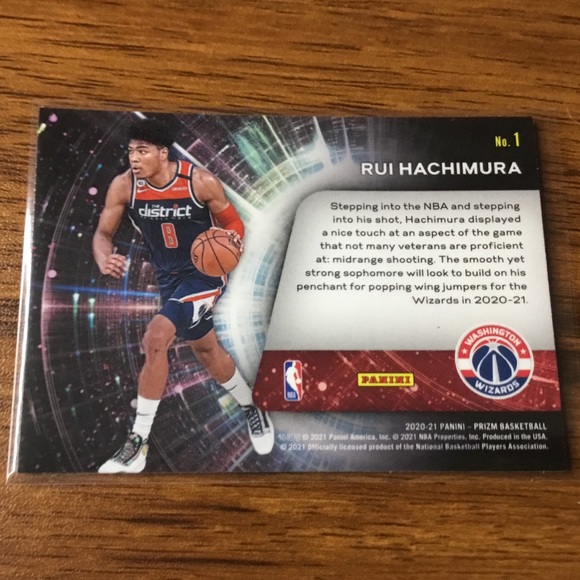 No. 1
RUI HACHIMURA
Stepping into the NBA and stepping
into his shot, Hachimura displayed
a nice touch at an aspect of the game
that not many veterans are proficient
at: midrange shooting. The smooth yet
strong sophomore will look to build on his
penchant for popping wing jumpers for the
Wizards in 2020-21.
the
district
8
NBA
PANINI
WASHINGTON
WIZARDS
2020-21 PANINI – PRIZM BASKETBALL
© 2021 Panini America, Inc. © 2021 NBA Properties, Inc. Produced in the USA.
© 2021 Officially licensed product of the National Basketball Players Association.